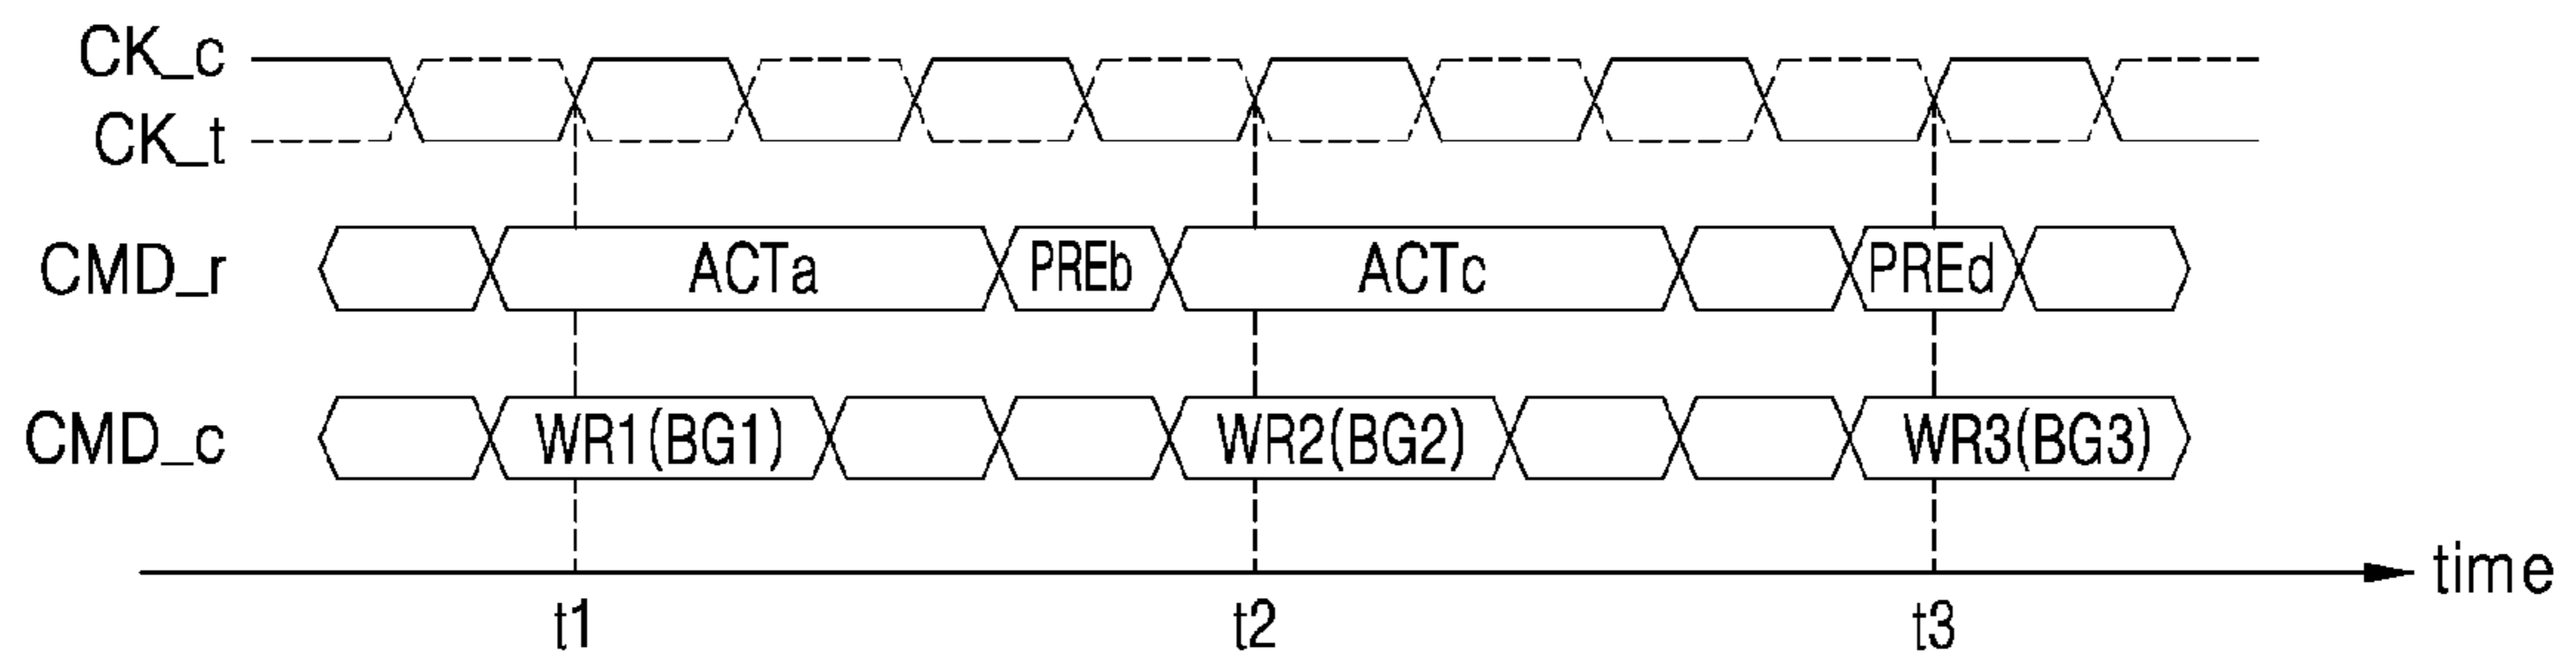 CK_c
CK_t
CMD_r ACTa PREb ACTc PREd
CMD_c WR1(BG1) WR2(BG2) WR3(BG3)
time
t1 t2 t3